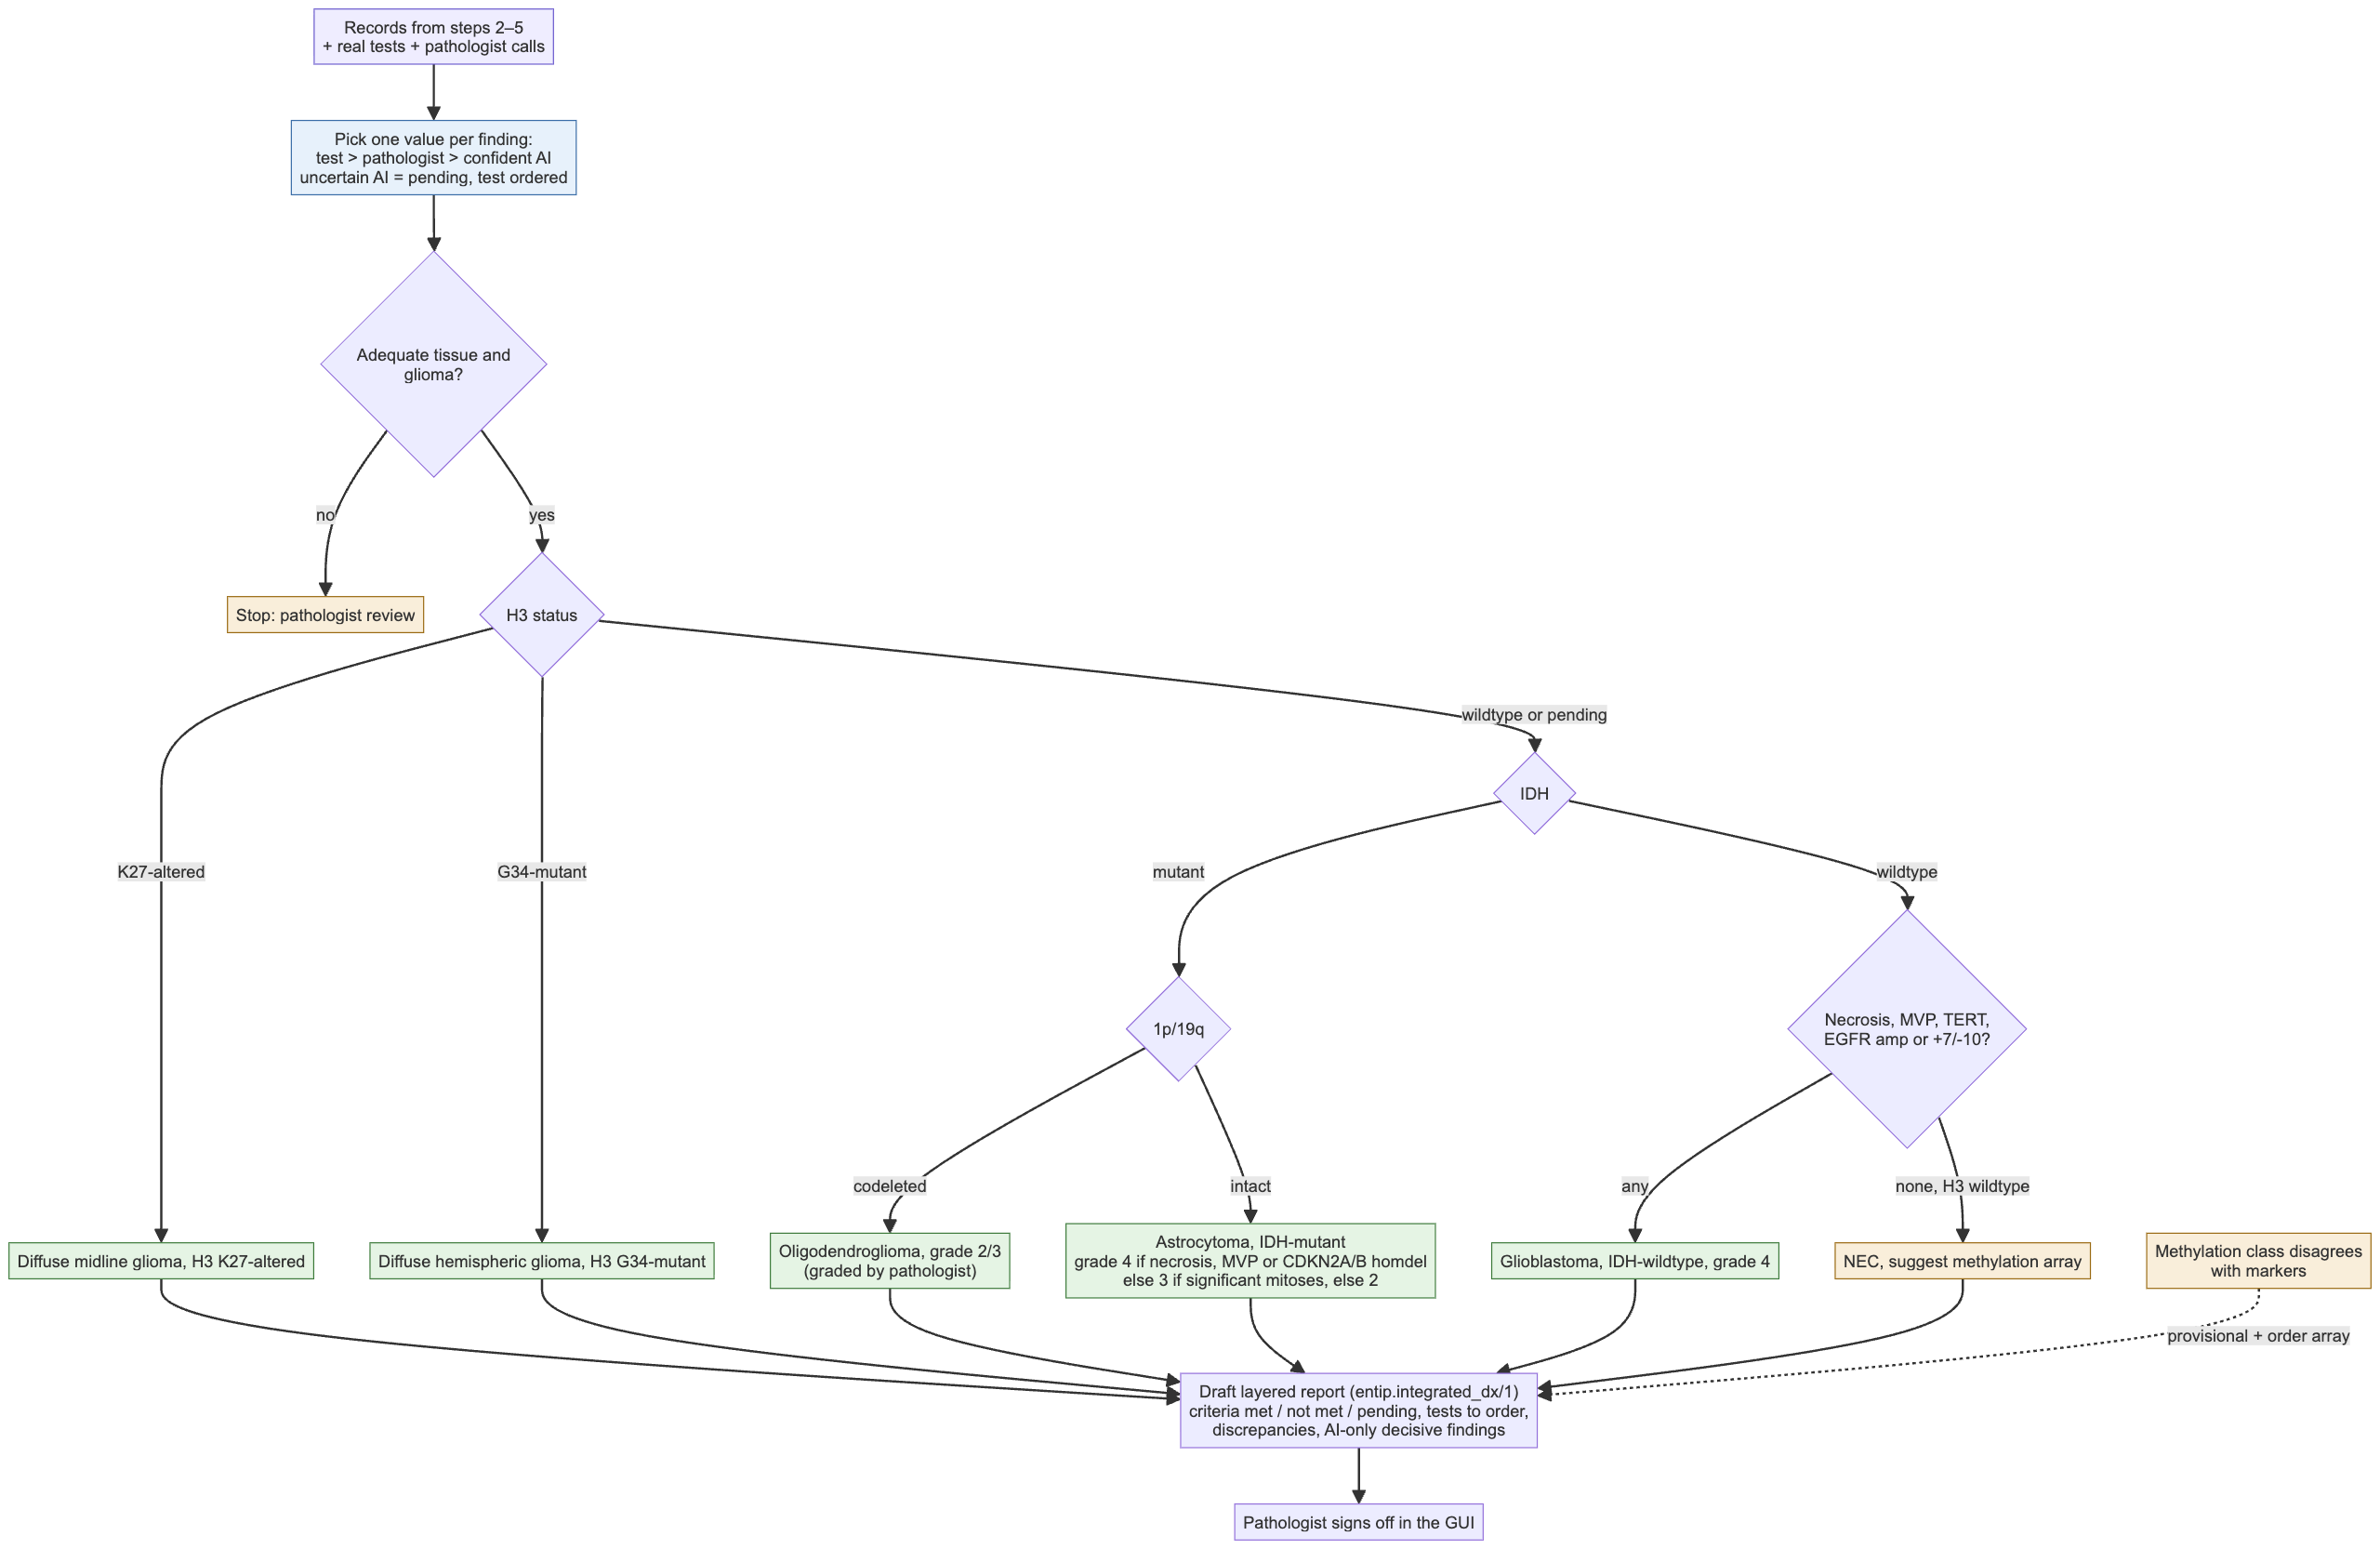 Records from steps 2–5
+ real tests + pathologist calls
Pick one value per finding:
test > pathologist > confident AI
uncertain AI = pending, test ordered
Adequate tissue and
glioma?
no
yes
Stop: pathologist review
H3 status
wildtype or pending
IDH
K27-altered
G34-mutant
mutant
wildtype
1p/19q
Necrosis, MVP, TERT,
EGFR amp or +7/-10?
codeleted
intact
any
none, H3 wildtype
Diffuse midline glioma, H3 K27-altered
Diffuse hemispheric glioma, H3 G34-mutant
Oligodendroglioma, grade 2/3
(graded by pathologist)
Astrocytoma, IDH-mutant
grade 4 if necrosis, MVP or CDKN2A/B homdel
else 3 if significant mitoses, else 2
Glioblastoma, IDH-wildtype, grade 4
NEC, suggest methylation array
Methylation class disagrees
with markers
provisional + order array
Draft layered report (entip.integrated_dx/1)
criteria met / not met / pending, tests to order,
discrepancies, AI-only decisive findings
Pathologist signs off in the GUI